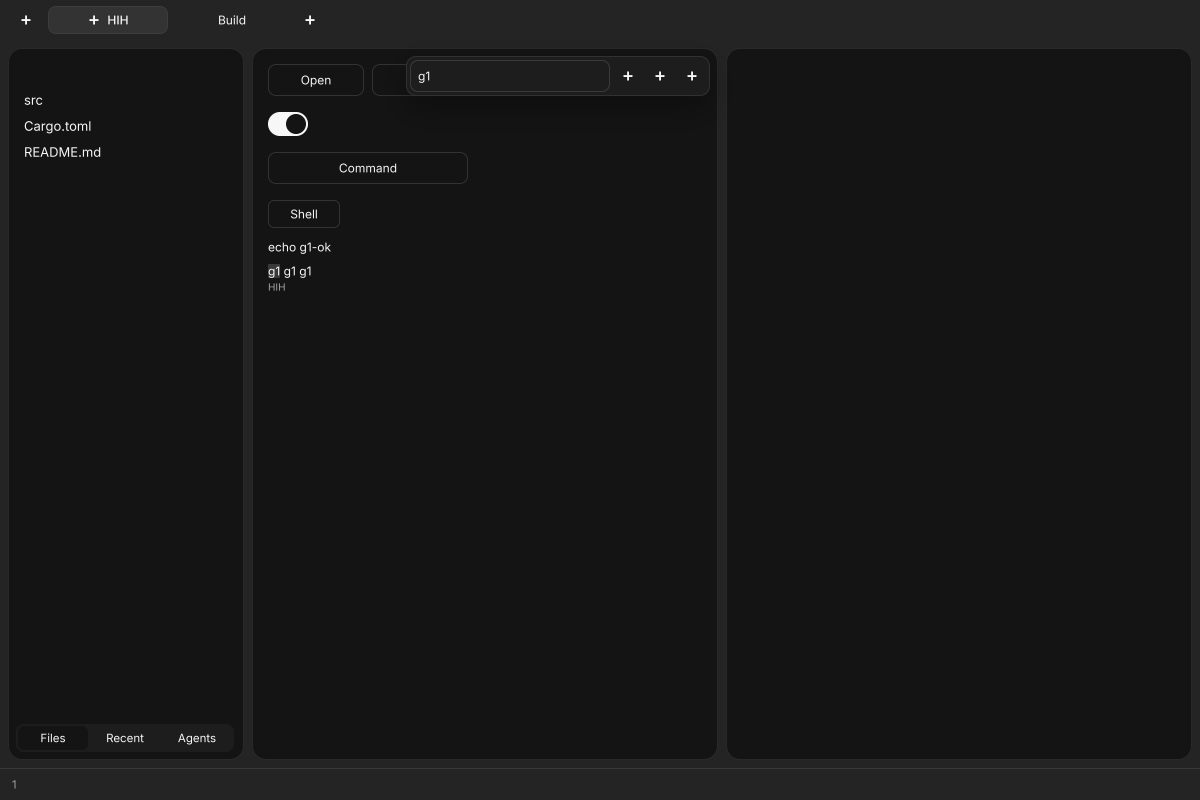 HIH
Build
src
Cargo.toml
README.md
Files
Recent
Agents
Open
g1
Command
Shell
echo g1-ok
g1 g1 g1
HIH
1